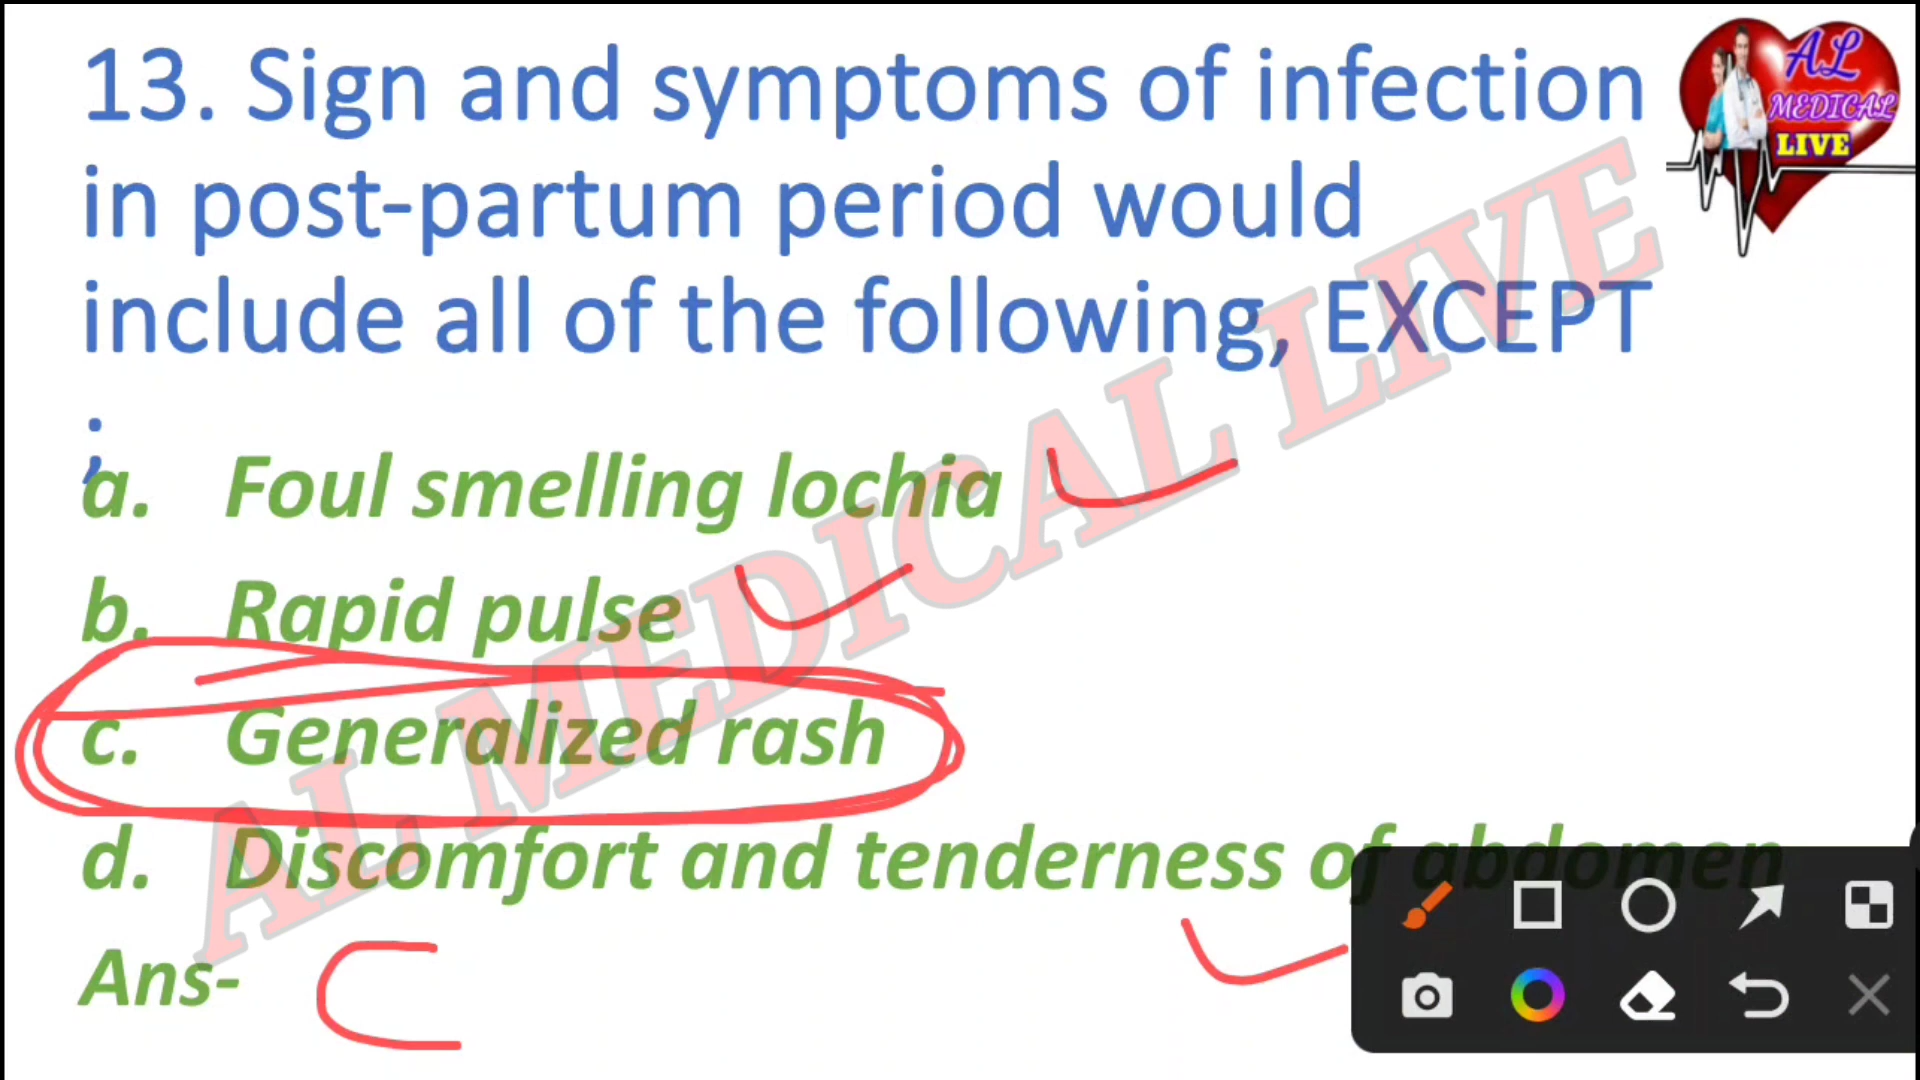 13. Sign and symptoms of infection
in post-partum period would
include all of the following, EXCEPT
;
a. Foul smelling lochia
b. Rapid pulse
c. Generalized rash
d. Discomfort and tenderness of abdomen
Ans- C
AL MEDICAL LIVE
AL
MEDICAL
LIVE